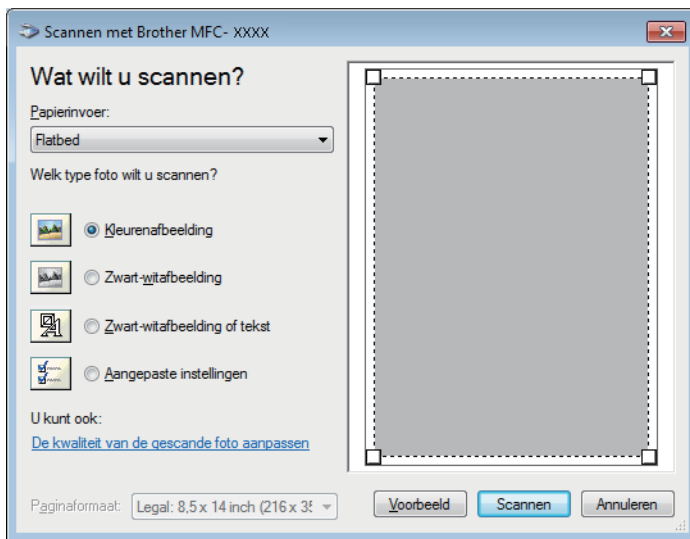 Scannen met Brother MFC- XXXX
Wat wilt u scannen?
Papierinvoer:
Flatbed
Welk type foto wilt u scannen?
Kleurenafbeelding
Zwart-witafbeelding
Zwart-witafbeelding of tekst
Aangepaste instellingen
U kunt ook:
De kwaliteit van de gescande foto aanpassen
Paginaformaat: Legal: 8,5 x 14 inch (216 x 35
Voorbeeld Scannen Annuleren